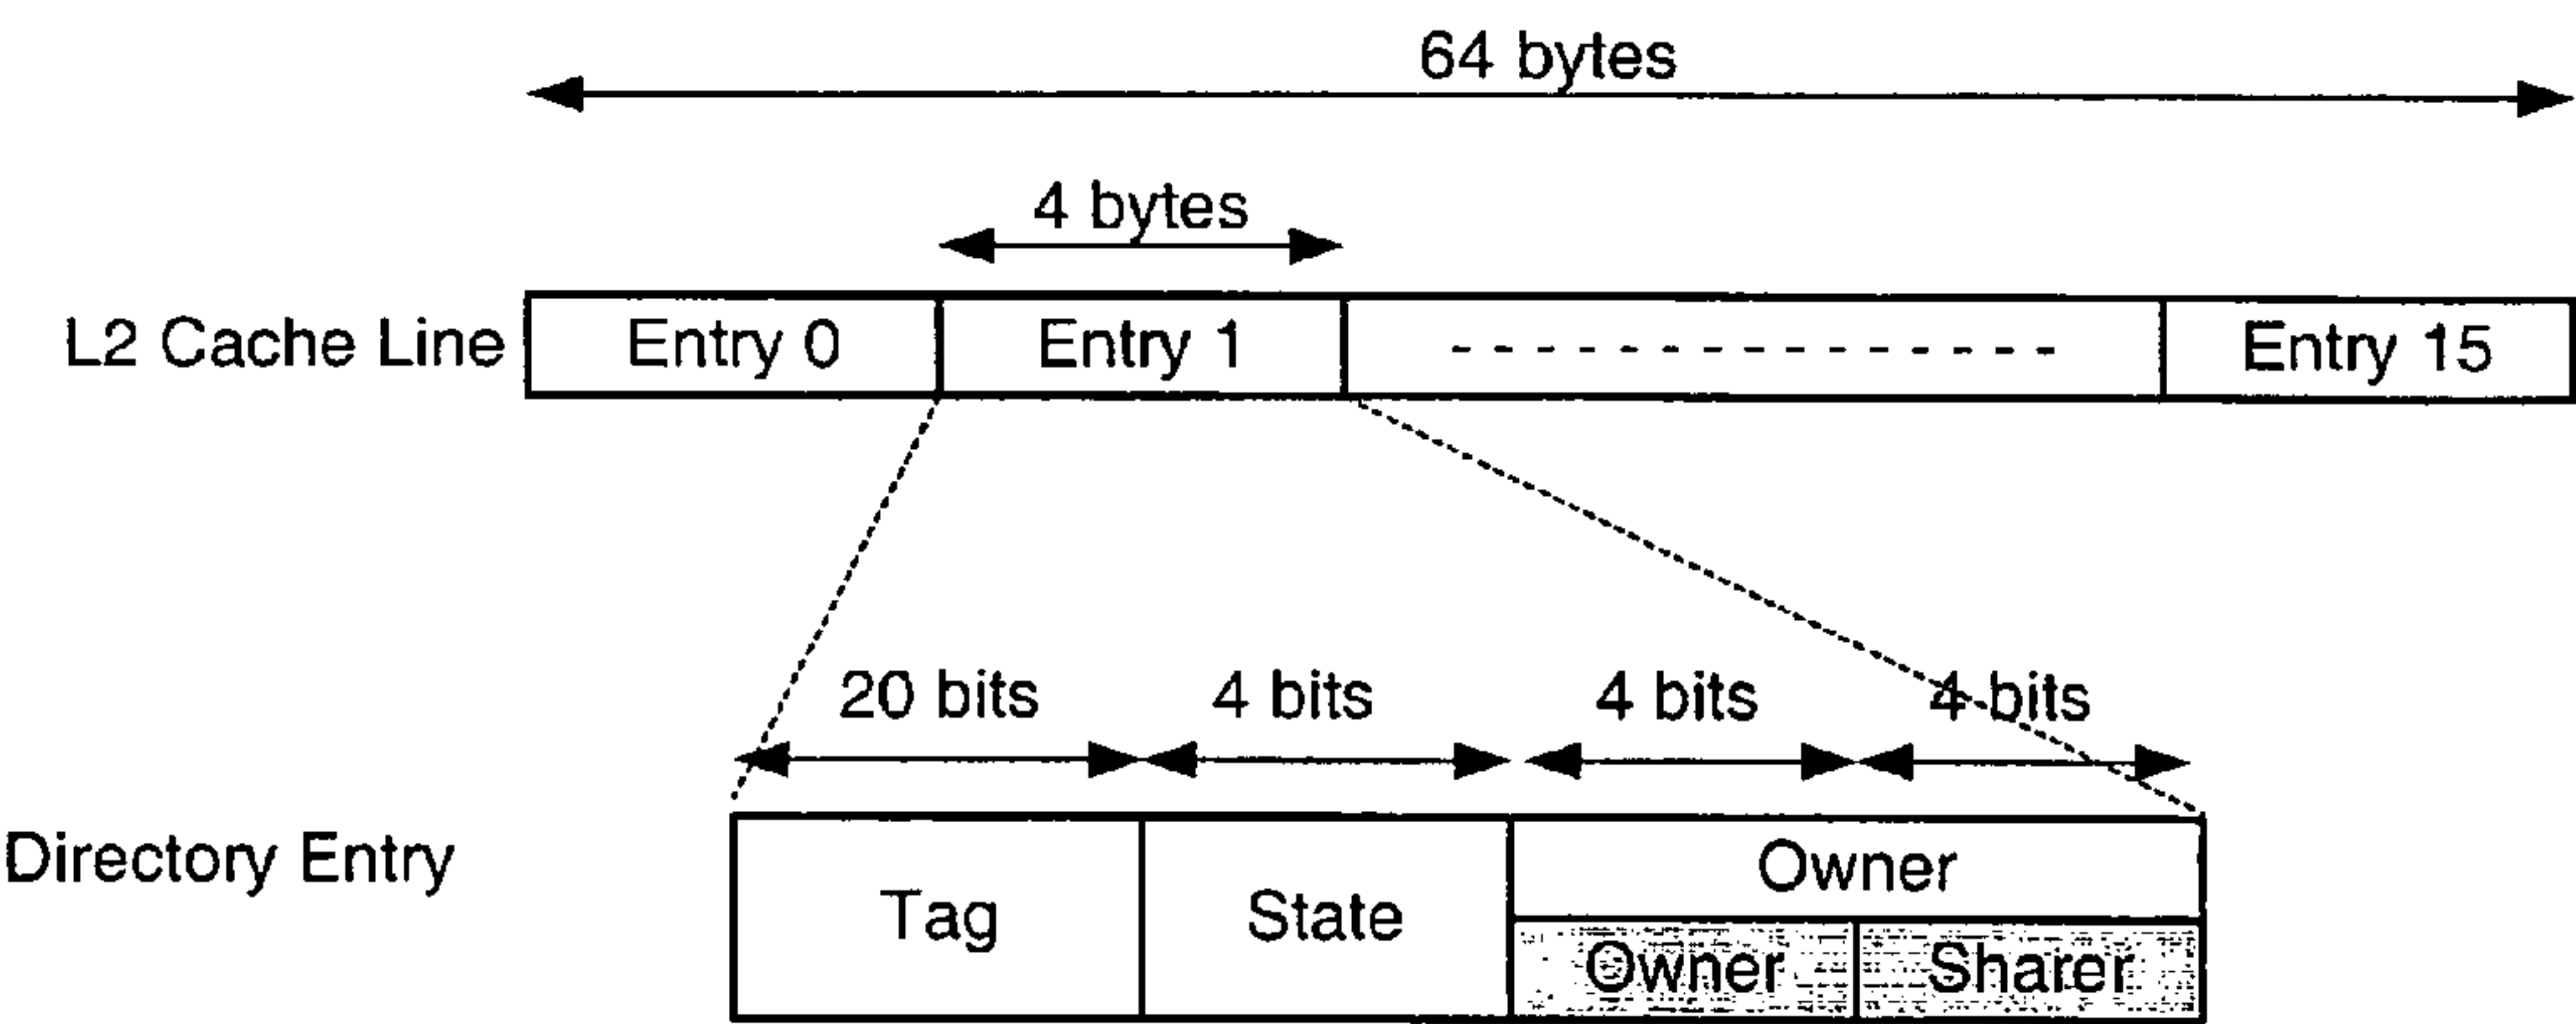 64 bytes
4 bytes
L2 Cache Line Entry 0 Entry 1 Entry 15
20 bits 4 bits 4 bits 4 bits
Directory Entry
Tag State Owner
Owner Sharer